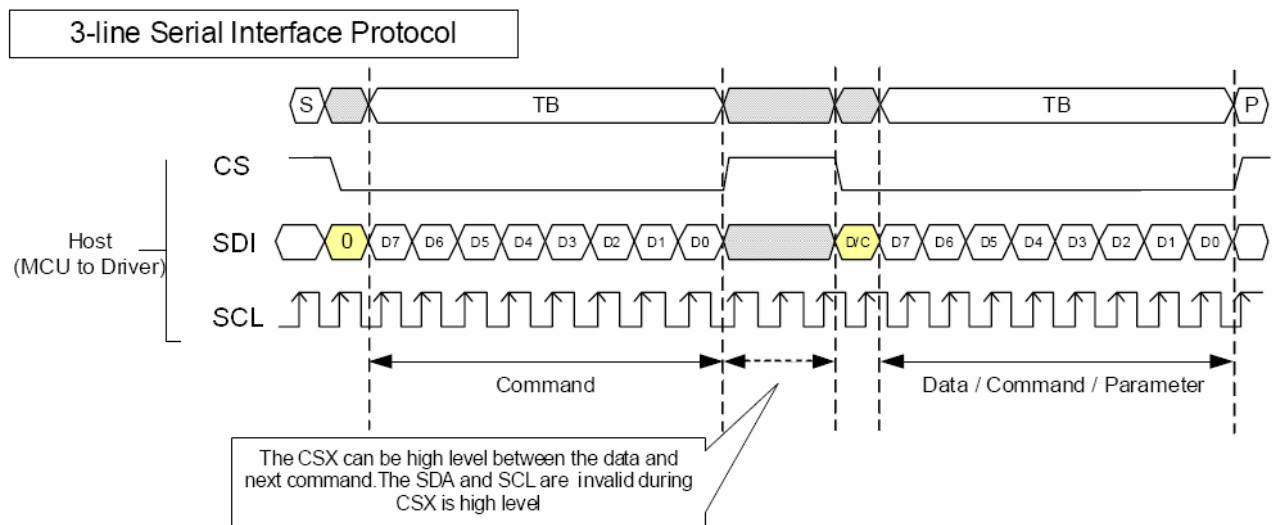 3-line Serial Interface Protocol
S TB TB P
CS
Host
(MCU to Driver)
SDI 0 D7 D6 D5 D4 D3 D2 D1 D0 D/C D7 D6 D5 D4 D3 D2 D1 D0
SCL
Command Data / Command / Parameter
The CSX can be high level between the data and
next command.The SDA and SCL are invalid during
CSX is high level